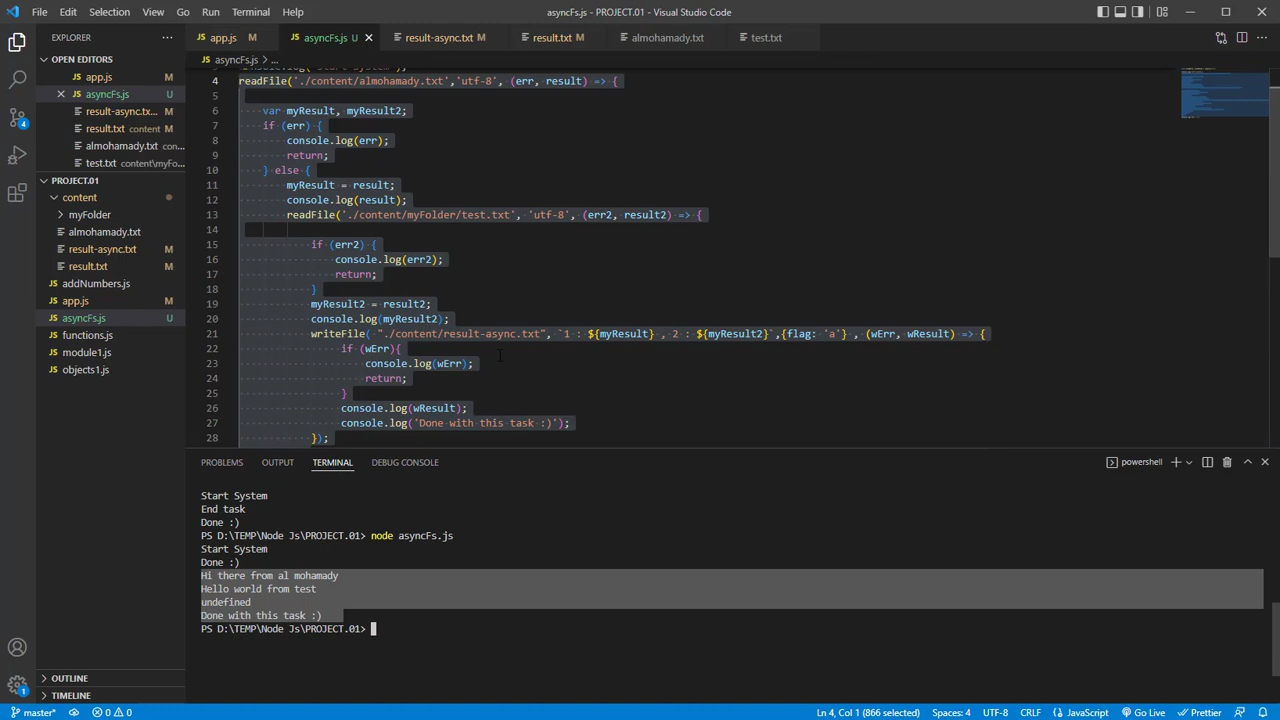 File Edit Selection View Go Run Terminal Help asyncFs.js - PROJECT.01 - Visual Studio Code
EXPLORER
app.js M asyncFs.js U result-async.txt M result.txt M almohamady.txt test.txt
OPEN EDITORS
app.js M
asyncFs.js U
result-async.tx... M
result.txt content M
almohamady.txt con...
test.txt content\myFo...
PROJECT.01
content
myFolder
almohamady.txt
result-async.txt M
result.txt M
addNumbers.js
app.js M
asyncFs.js U
functions.js
module1.js
objects1.js
OUTLINE
TIMELINE
4
1
asyncFs.js > ...
4 readFile('./content/almohamady.txt','utf-8', (err, result) => {
5
6 var myResult, myResult2;
7 if (err) {
8 console.log(err);
9 return;
10 } else {
11 myResult = result;
12 console.log(result);
13 readFile('./content/myFolder/test.txt', 'utf-8', (err2, result2) => {
14
15 if (err2) {
16 console.log(err2);
17 return;
18 }
19 myResult2 = result2;
20 console.log(myResult2);
21 writeFile( "./content/result-async.txt", `1 : ${myResult} , 2 : ${myResult2}`,{flag: 'a'} , (wErr, wResult) => {
22 if (wErr){
23 console.log(wErr);
24 return;
25 }
26 console.log(wResult);
27 console.log('Done with this task :)');
28 });
PROBLEMS OUTPUT TERMINAL DEBUG CONSOLE powershell
Start System
End task
Done :)
PS D:\TEMP\Node Js\PROJECT.01> node asyncFs.js
Start System
Done :)
Hi there from al mohamady
Hello world from test
undefined
Done with this task :)
PS D:\TEMP\Node Js\PROJECT.01>
master* 0 0 Ln 4, Col 1 (866 selected) Spaces: 4 UTF-8 CRLF JavaScript Go Live Prettier